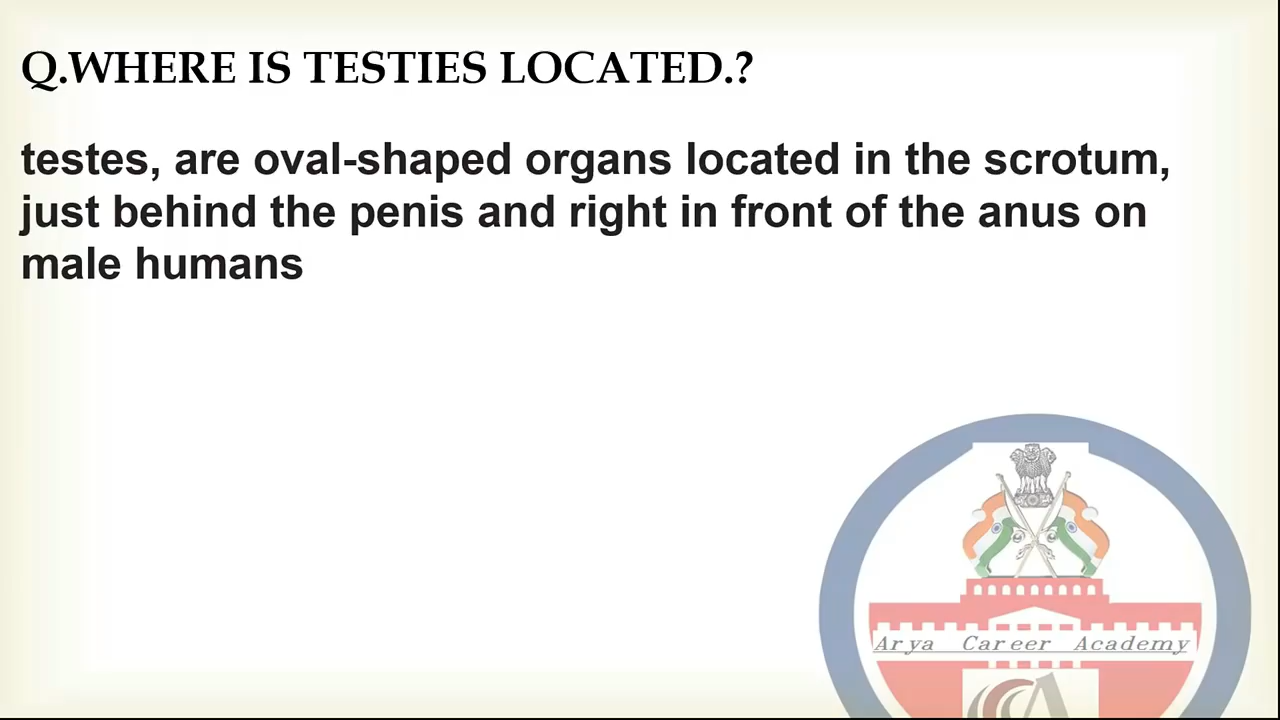 Q.WHERE IS TESTIES LOCATED.?
testes, are oval-shaped organs located in the scrotum,
just behind the penis and right in front of the anus on
male humans
Arya Career Academy